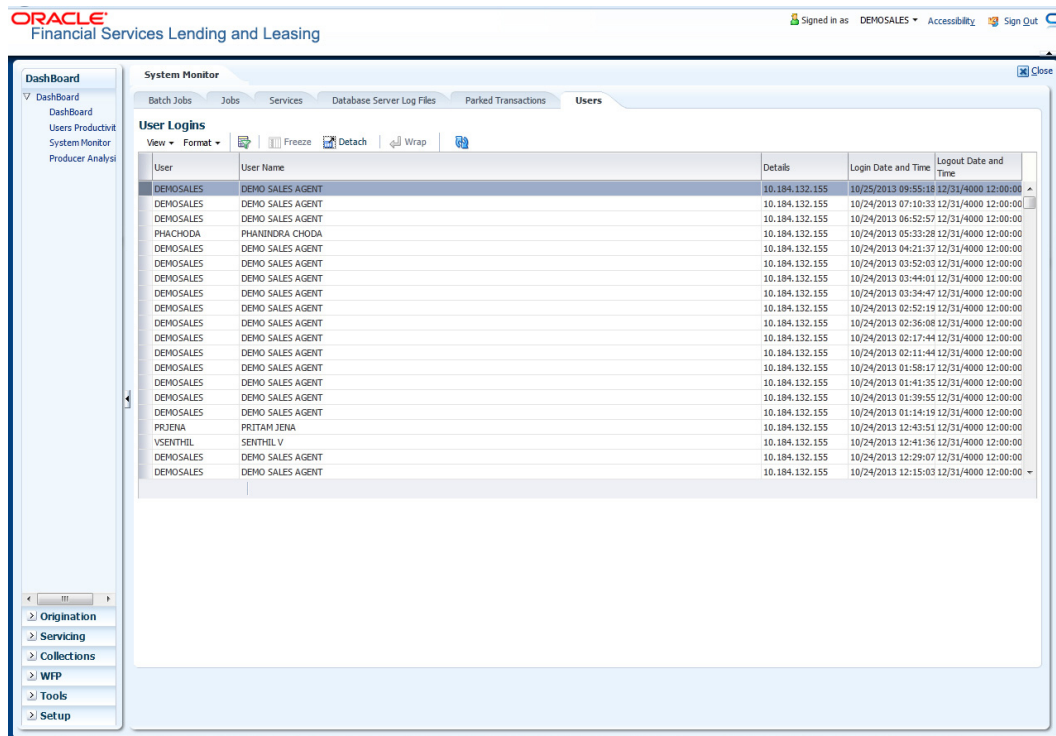 ORACLE®
Financial Services Lending and Leasing
Signed in as DEMOSALES Accessibility Sign Out
DashBoard
DashBoard
DashBoard
Users Productivit
System Monitor
Producer Analysi
Origination
Servicing
Collections
WFP
Tools
Setup
System Monitor
Close
Batch Jobs Jobs Services Database Server Log Files Parked Transactions Users
User Logins
View Format Freeze Detach Wrap
User User Name Details Login Date and Time Logout Date and Time
DEMOSALES DEMO SALES AGENT 10.184.132.155 10/25/2013 09:55:18 12/31/4000 12:00:00
DEMOSALES DEMO SALES AGENT 10.184.132.155 10/24/2013 07:10:33 12/31/4000 12:00:00
DEMOSALES DEMO SALES AGENT 10.184.132.155 10/24/2013 06:52:57 12/31/4000 12:00:00
PHACHODA PHANINDRA CHODA 10.184.132.155 10/24/2013 05:33:28 12/31/4000 12:00:00
DEMOSALES DEMO SALES AGENT 10.184.132.155 10/24/2013 04:21:37 12/31/4000 12:00:00
DEMOSALES DEMO SALES AGENT 10.184.132.155 10/24/2013 03:52:03 12/31/4000 12:00:00
DEMOSALES DEMO SALES AGENT 10.184.132.155 10/24/2013 03:44:01 12/31/4000 12:00:00
DEMOSALES DEMO SALES AGENT 10.184.132.155 10/24/2013 03:34:47 12/31/4000 12:00:00
DEMOSALES DEMO SALES AGENT 10.184.132.155 10/24/2013 02:52:19 12/31/4000 12:00:00
DEMOSALES DEMO SALES AGENT 10.184.132.155 10/24/2013 02:36:08 12/31/4000 12:00:00
DEMOSALES DEMO SALES AGENT 10.184.132.155 10/24/2013 02:17:44 12/31/4000 12:00:00
DEMOSALES DEMO SALES AGENT 10.184.132.155 10/24/2013 02:11:44 12/31/4000 12:00:00
DEMOSALES DEMO SALES AGENT 10.184.132.155 10/24/2013 01:58:17 12/31/4000 12:00:00
DEMOSALES DEMO SALES AGENT 10.184.132.155 10/24/2013 01:41:35 12/31/4000 12:00:00
DEMOSALES DEMO SALES AGENT 10.184.132.155 10/24/2013 01:39:55 12/31/4000 12:00:00
DEMOSALES DEMO SALES AGENT 10.184.132.155 10/24/2013 01:14:19 12/31/4000 12:00:00
PRJENA PRITAM JENA 10.184.132.155 10/24/2013 12:43:51 12/31/4000 12:00:00
VSENTHIL SENTHIL V 10.184.132.155 10/24/2013 12:41:36 12/31/4000 12:00:00
DEMOSALES DEMO SALES AGENT 10.184.132.155 10/24/2013 12:29:07 12/31/4000 12:00:00
DEMOSALES DEMO SALES AGENT 10.184.132.155 10/24/2013 12:15:03 12/31/4000 12:00:00